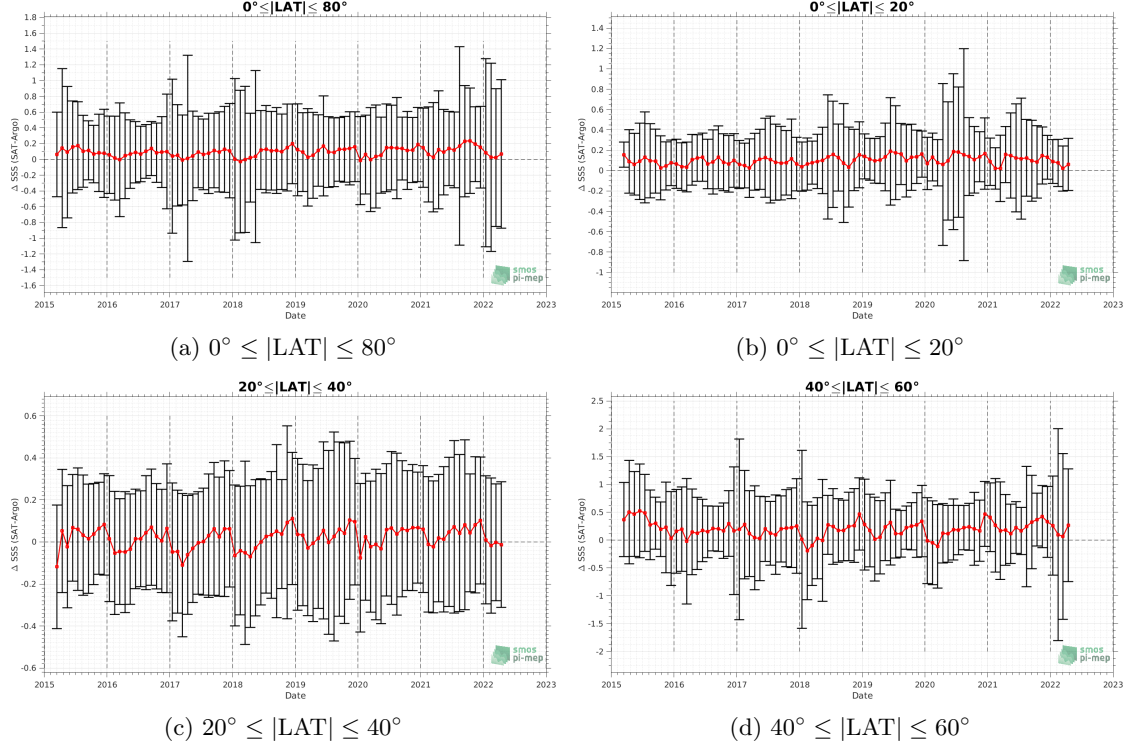 0°≤|LAT|≤ 80°
Δ SSS (SAT-Argo)
1.8
1.6
1.4
1.2
1
0.8
0.6
0.4
0.2
0
-0.2
-0.4
-0.6
-0.8
-1
-1.2
-1.4
-1.6
smos
pi-mep
2015 2016 2017 2018 2019 2020 2021 2022 2023
Date
(a) 0° ≤ |LAT| ≤ 80°
0°≤|LAT|≤ 20°
Δ SSS (SAT-Argo)
1.4
1.2
1
0.8
0.6
0.4
0.2
0
-0.2
-0.4
-0.6
-0.8
-1
smos
pi-mep
2015 2016 2017 2018 2019 2020 2021 2022 2023
Date
(b) 0° ≤ |LAT| ≤ 20°
20°≤|LAT|≤ 40°
Δ SSS (SAT-Argo)
0.6
0.4
0.2
0
-0.2
-0.4
-0.6
smos
pi-mep
2015 2016 2017 2018 2019 2020 2021 2022 2023
Date
(c) 20° ≤ |LAT| ≤ 40°
40°≤|LAT|≤ 60°
Δ SSS (SAT-Argo)
2.5
2
1.5
1
0.5
0
-0.5
-1
-1.5
-2
smos
pi-mep
2015 2016 2017 2018 2019 2020 2021 2022 2023
Date
(d) 40° ≤ |LAT| ≤ 60°